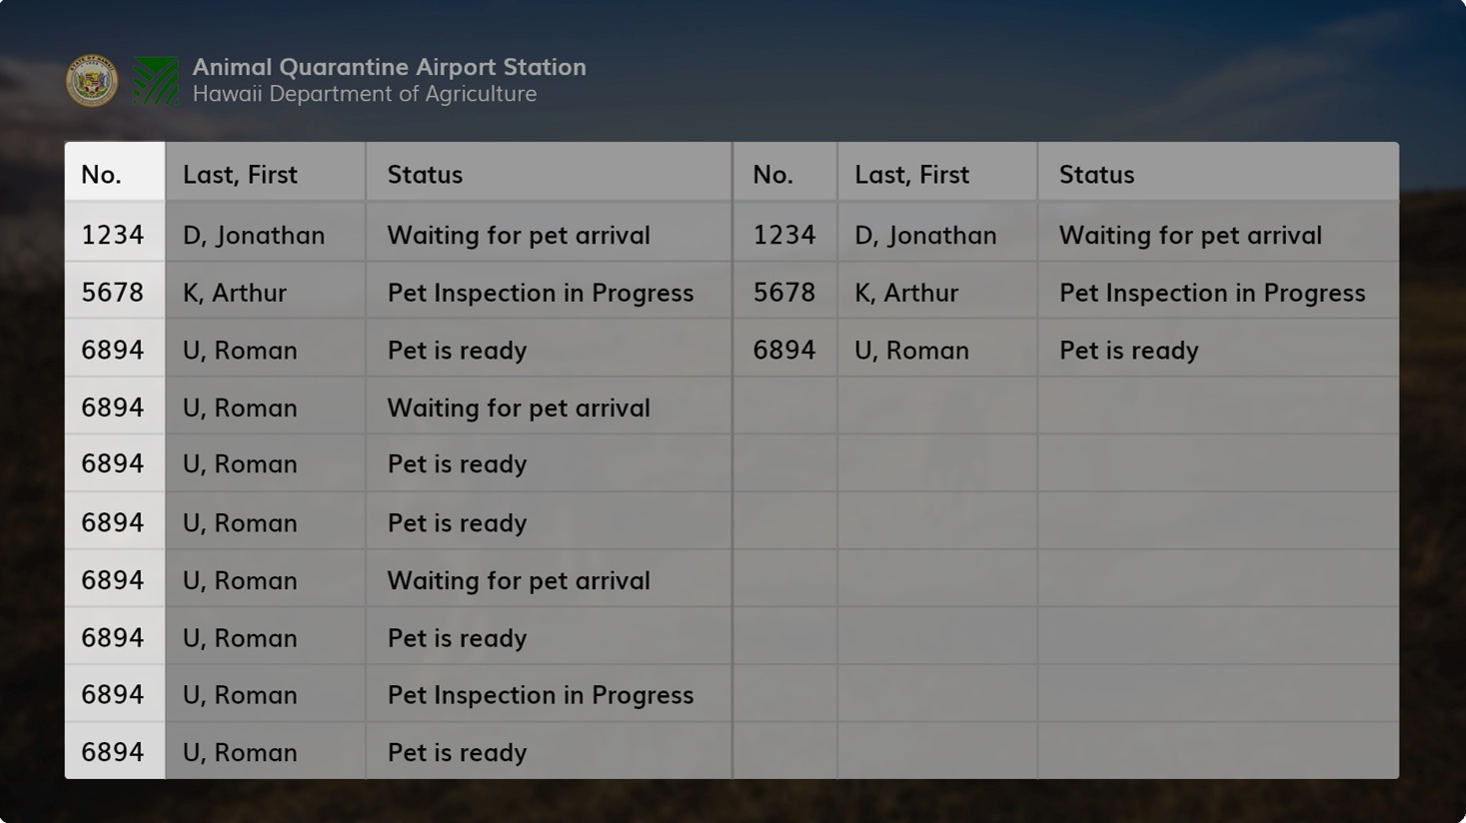 Animal Quarantine Airport Station
Hawaii Department of Agriculture
No. Last, First Status No. Last, First Status
1234 D, Jonathan Waiting for pet arrival 1234 D, Jonathan Waiting for pet arrival
5678 K, Arthur Pet Inspection in Progress 5678 K, Arthur Pet Inspection in Progress
6894 U, Roman Pet is ready 6894 U, Roman Pet is ready
6894 U, Roman Waiting for pet arrival
6894 U, Roman Pet is ready
6894 U, Roman Pet is ready
6894 U, Roman Waiting for pet arrival
6894 U, Roman Pet is ready
6894 U, Roman Pet Inspection in Progress
6894 U, Roman Pet is ready